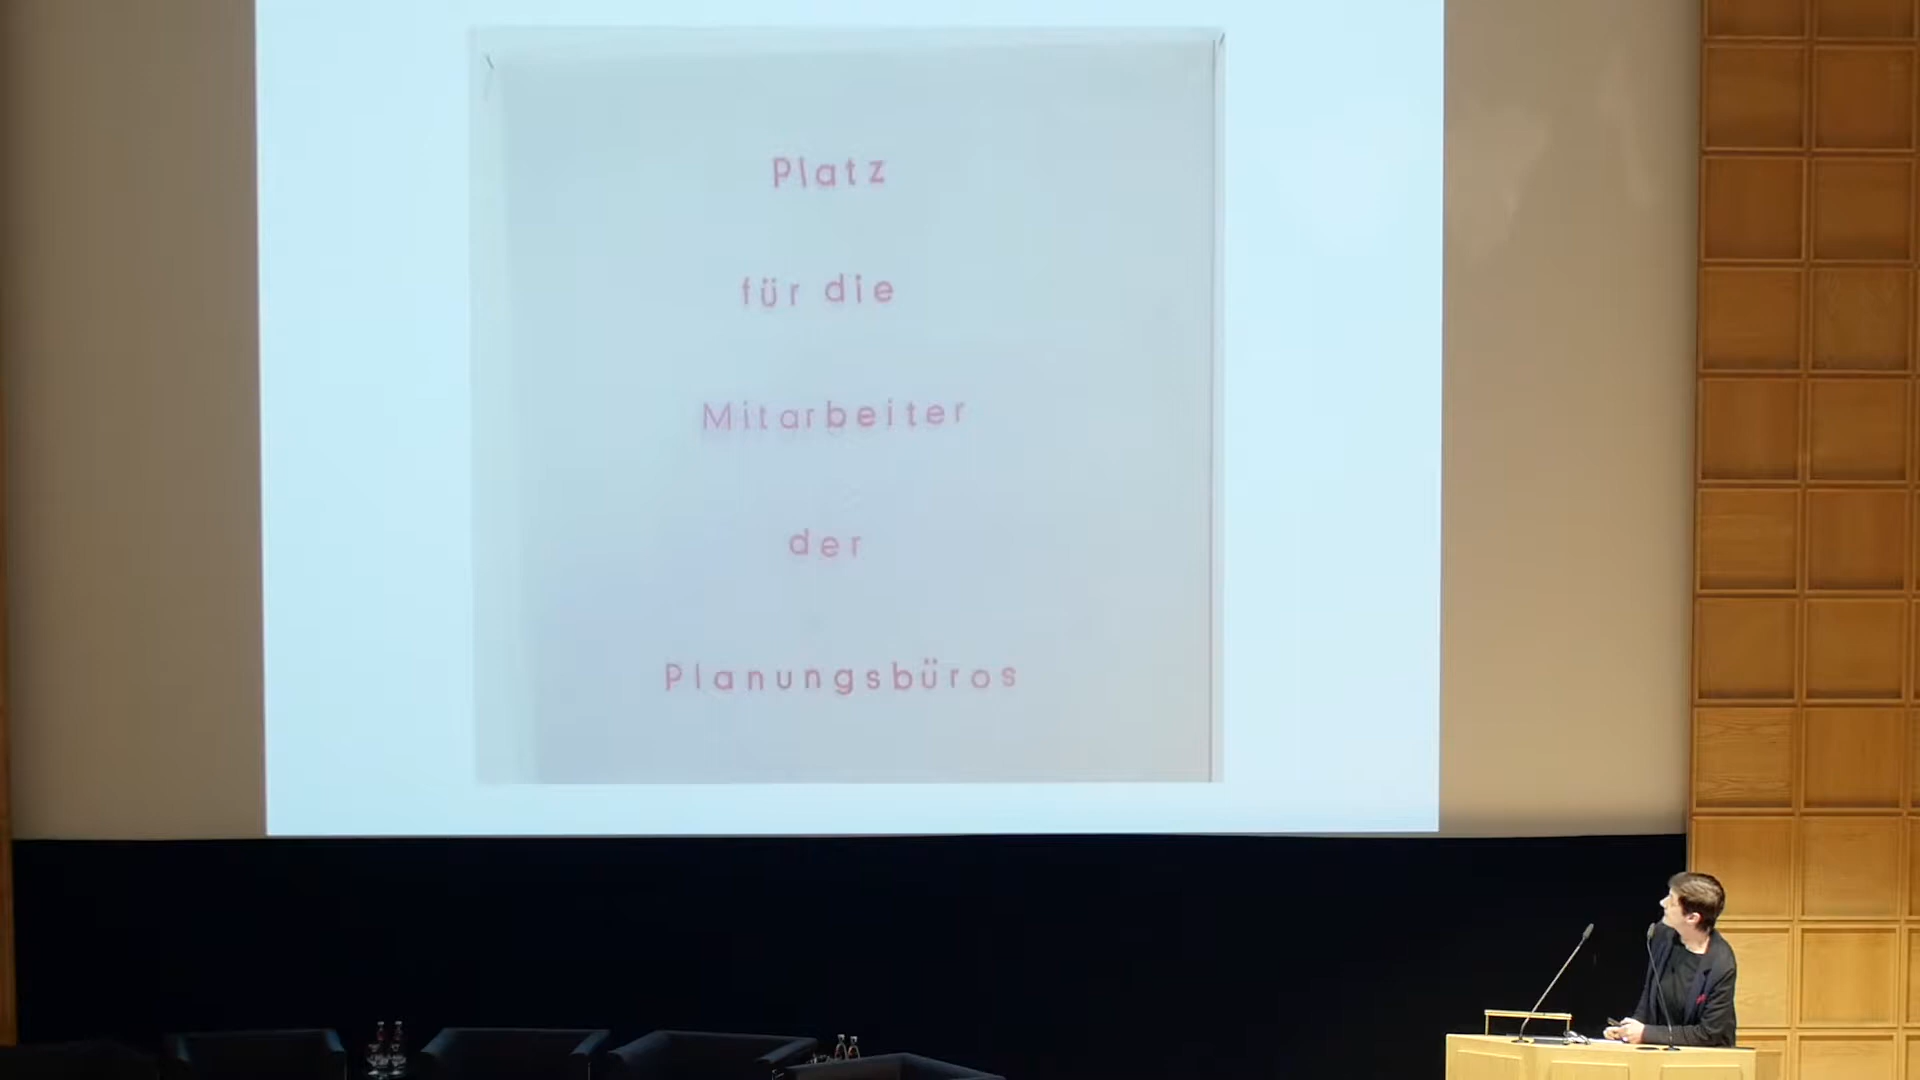 Platz
für die
Mitarbeiter
der
Planungsbüros